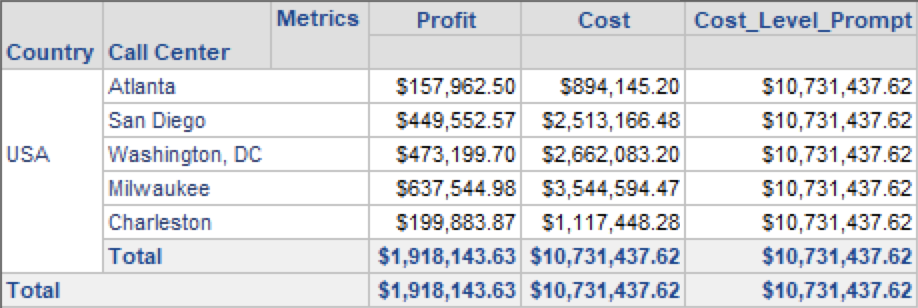 Metrics Profit Cost Cost_Level_Prompt
Country Call Center
Atlanta $157,962.50 $894,145.20 $10,731,437.62
San Diego $449,552.57 $2,513,166.48 $10,731,437.62
USA Washington, DC $473,199.70 $2,662,083.20 $10,731,437.62
Milwaukee $637,544.98 $3,544,594.47 $10,731,437.62
Charleston $199,883.87 $1,117,448.28 $10,731,437.62
Total $1,918,143.63 $10,731,437.62 $10,731,437.62
Total $1,918,143.63 $10,731,437.62 $10,731,437.62